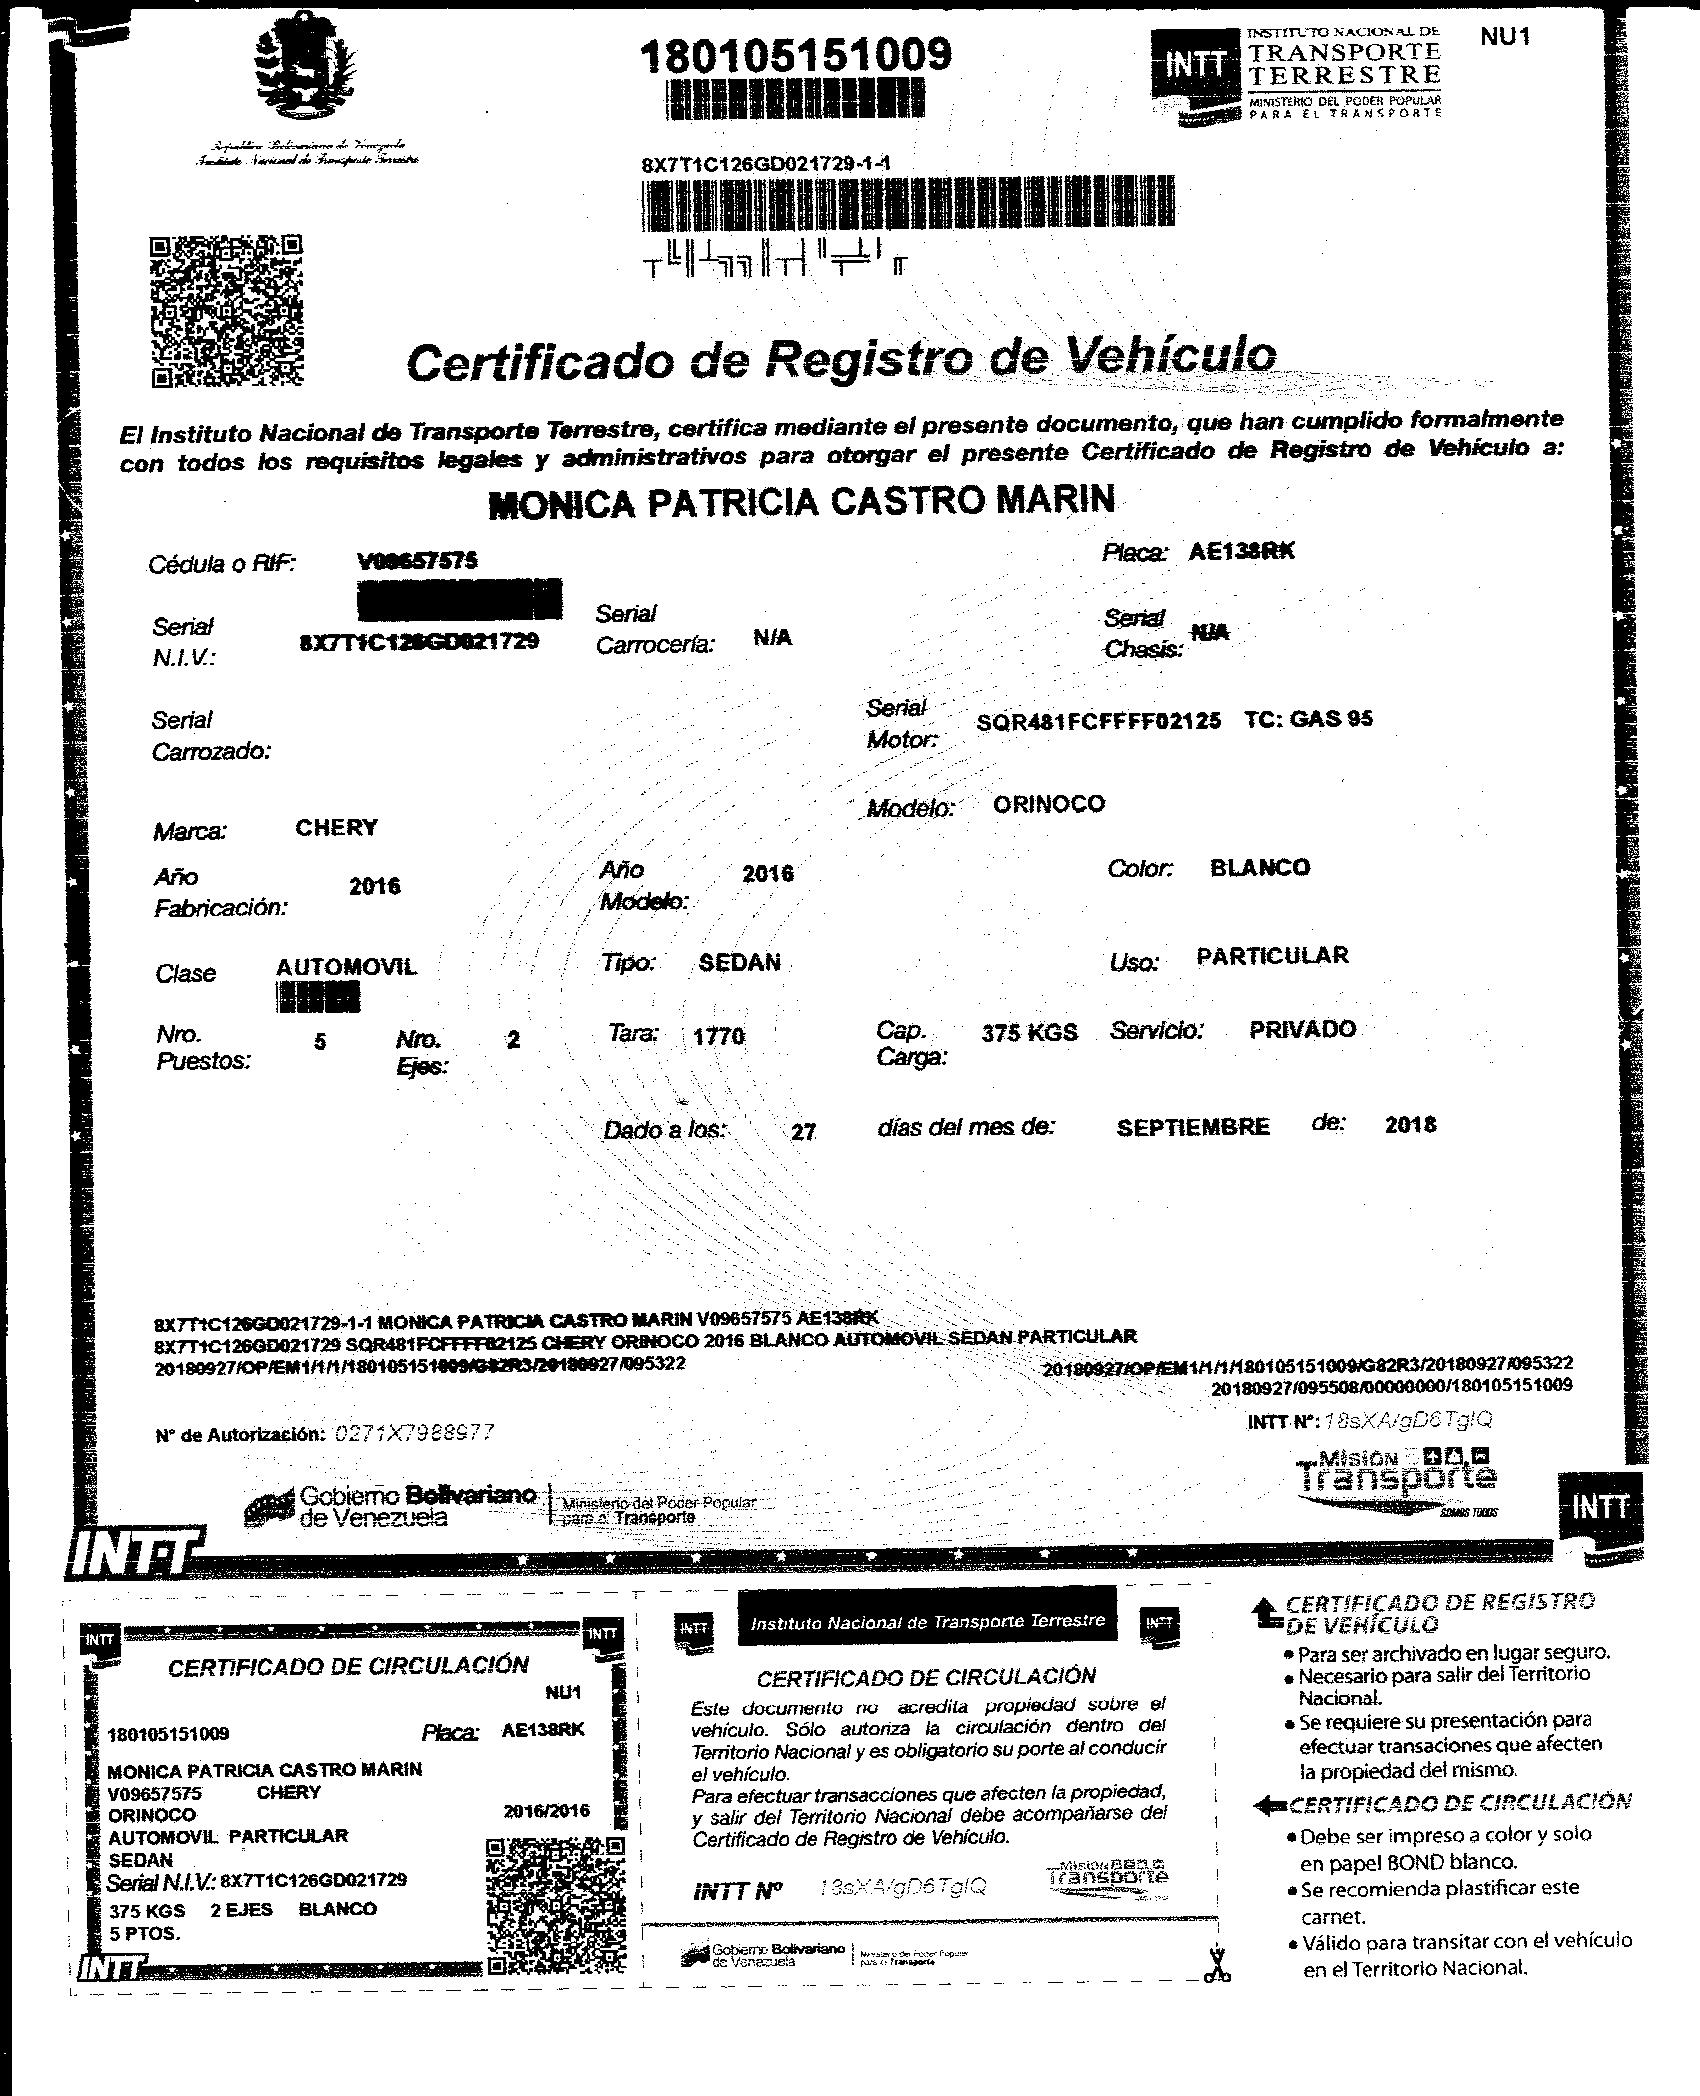 180105151009
INTT
INSTITUTO NACIONAL DE
TRANSPORTE
TERRESTRE
MINISTERIO DEL PODER POPULAR
PARA EL TRANSPORTE
NU1
República Bolivariana de Venezuela
Instituto Nacional de Transporte Terrestre
8X7T1C126GD021729-1-1
Certificado de Registro de Vehículo
El Instituto Nacional de Transporte Terrestre, certifica mediante el presente documento, que han cumplido formalmente
con todos los requisitos legales y administrativos para otorgar el presente Certificado de Registro de Vehículo a:
MONICA PATRICIA CASTRO MARIN
Cédula o RIF: V09657575 Placa: AE138RK
Serial N.I.V.: 8X7T1C126GD021729 Serial Carrocería: N/A Serial Chasis: N/A
Serial Carrozado: Serial Motor: SQR481FCFFFF02125 TC: GAS 95
Marca: CHERY Modelo: ORINOCO
Año Fabricación: 2016 Año Modelo: 2016 Color: BLANCO
Clase AUTOMOVIL Tipo: SEDAN Uso: PARTICULAR
Nro. Puestos: 5 Nro. Ejes: 2 Tara: 1770 Cap. Carga: 375 KGS Servicio: PRIVADO
Dado a los: 27 días del mes de: SEPTIEMBRE de: 2018
8X7T1C126GD021729-1-1 MONICA PATRICIA CASTRO MARIN V09657575 AE138RK
8X7T1C126GD021729 SQR481FCFFFF02125 CHERY ORINOCO 2016 BLANCO AUTOMOVIL SEDAN PARTICULAR
20180927/OP/EM1/1/1/180105151009/G82R3/20180927/095322
20180927/OP/EM1/1/1/180105151009/G82R3/20180927/095322
20180927/095508/00000000/180105151009
N° de Autorización: 0271X7988977
INTT N°: 18sXA/gD6TgIQ
Gobierno Bolivariano
de Venezuela
Ministerio del Poder Popular
para el Transporte
Misión
Transporte
SOMOS TODOS
INTT
INTT
INTT
INTT
CERTIFICADO DE CIRCULACIÓN
NU1
180105151009 Placa: AE138RK
MONICA PATRICIA CASTRO MARIN
V09657575 CHERY
ORINOCO 2016/2016
AUTOMOVIL PARTICULAR
SEDAN
Serial N.I.V.: 8X7T1C126GD021729
375 KGS 2 EJES BLANCO
5 PTOS.
INTT
INTT
Instituto Nacional de Transporte Terrestre
INTT
CERTIFICADO DE CIRCULACIÓN
Este documento no acredita propiedad sobre el
vehículo. Sólo autoriza la circulación dentro del
Territorio Nacional y es obligatorio su porte al conducir
el vehículo.
Para efectuar transacciones que afecten la propiedad,
y salir del Territorio Nacional debe acompañarse del
Certificado de Registro de Vehículo.
INTT N° 18sXA/gD6TgIQ
Misión
Transporte
Gobierno Bolivariano
de Venezuela
Ministerio del Poder Popular
para el Transporte
CERTIFICADO DE REGISTRO
DE VEHÍCULO
• Para ser archivado en lugar seguro.
• Necesario para salir del Territorio
Nacional.
• Se requiere su presentación para
efectuar transaciones que afecten
la propiedad del mismo.
CERTIFICADO DE CIRCULACIÓN
• Debe ser impreso a color y solo
en papel BOND blanco.
• Se recomienda plastificar este
carnet.
• Válido para transitar con el vehículo
en el Territorio Nacional.